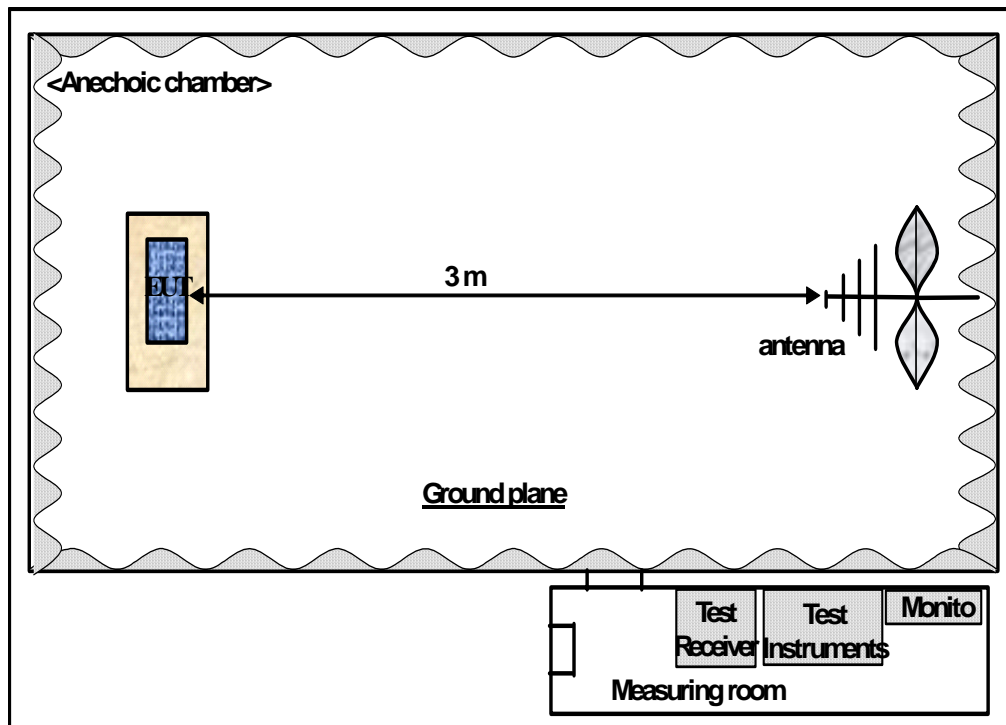 <Anechoic chamber>
EUT
3 m
antenna
Ground plane
Test
Receiver
Test
Instruments
Monito
Measuring room